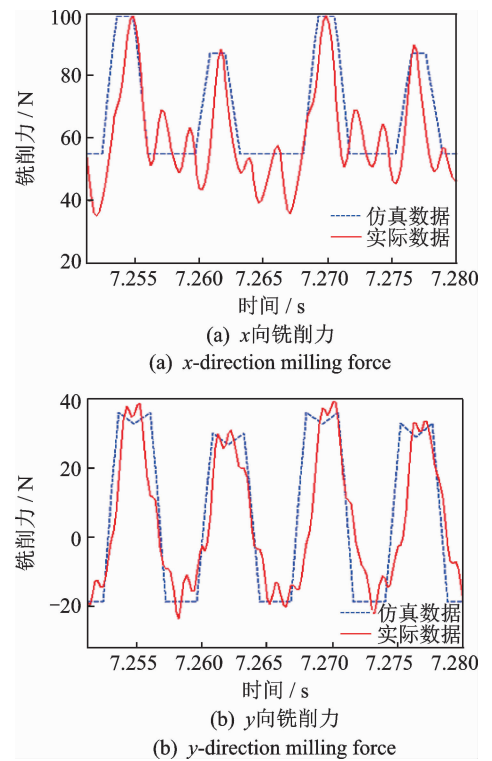 100
80
60
40
20
铣削力 / N
仿真数据
实际数据
7.255 7.260 7.265 7.270 7.275 7.280
时间 / s
(a) x向铣削力
(a) x-direction milling force
40
20
0
−20
铣削力 / N
仿真数据
实际数据
7.255 7.260 7.265 7.270 7.275 7.280
时间 / s
(b) y向铣削力
(b) y-direction milling force